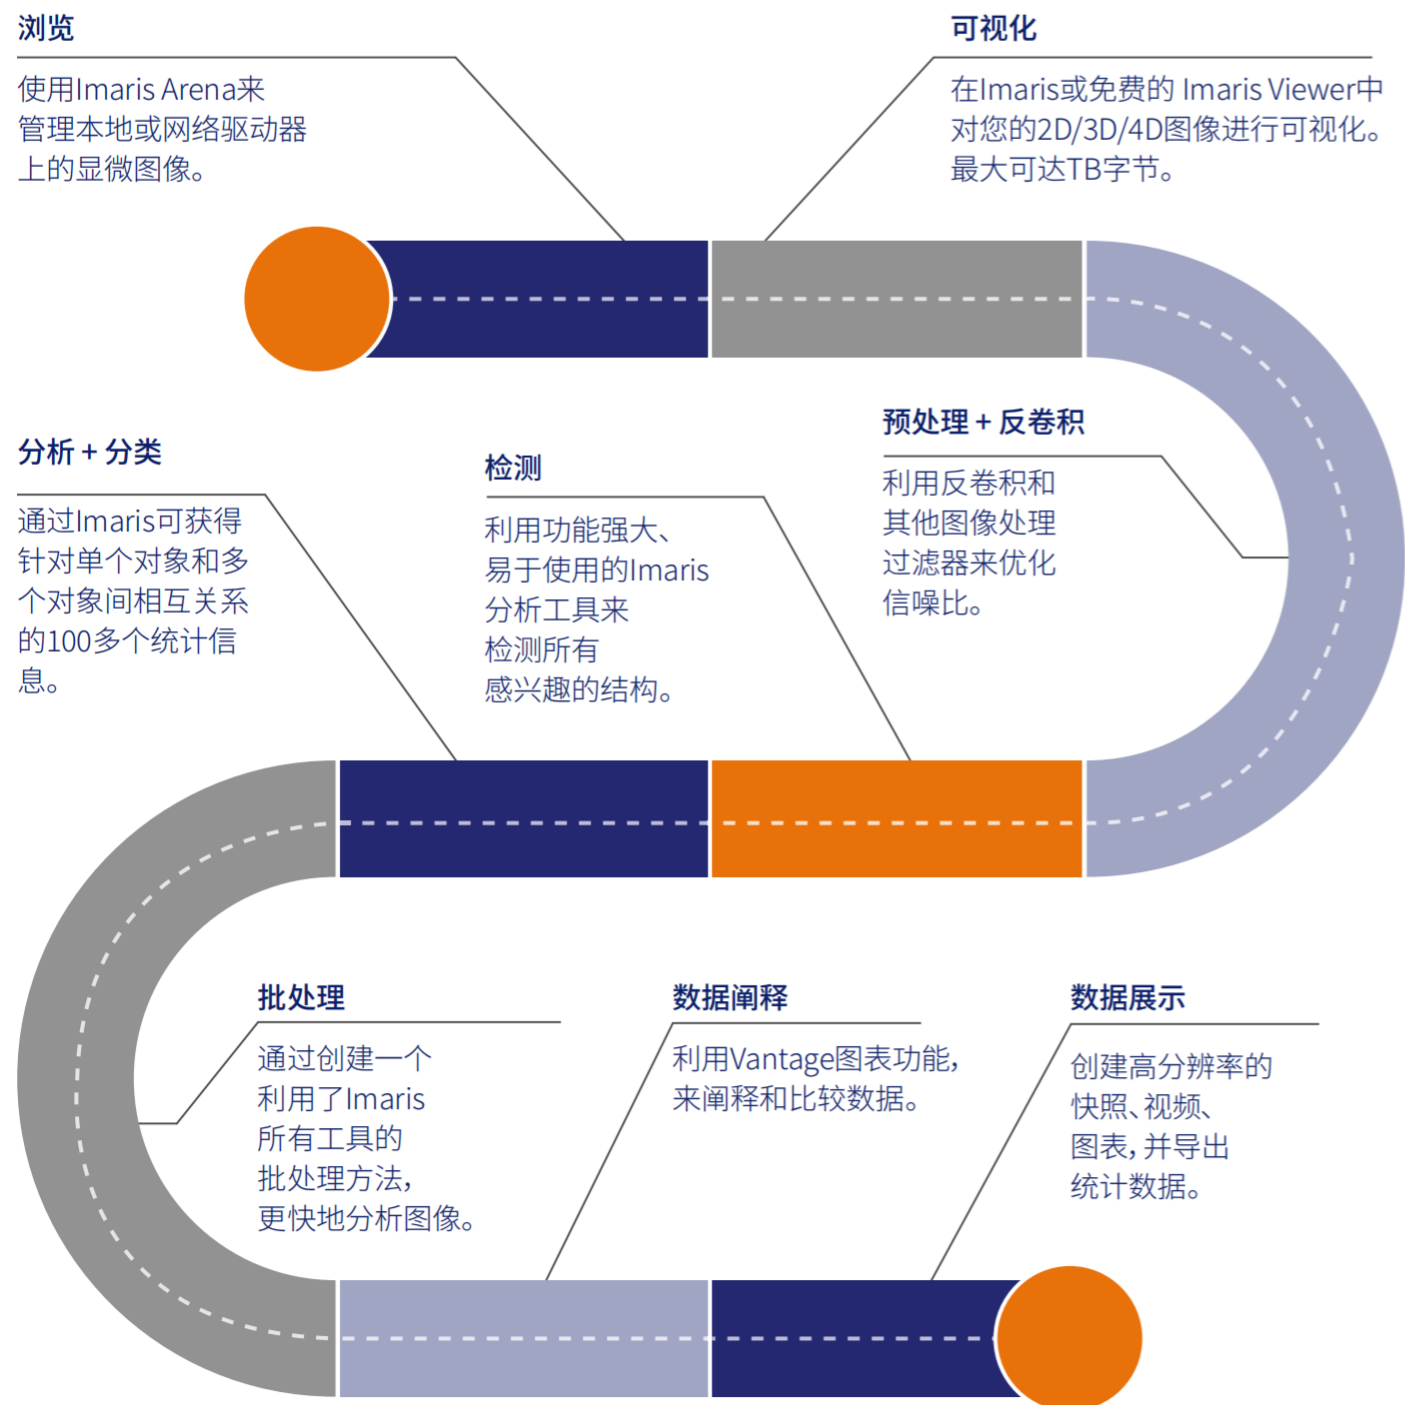 浏览
使用Imaris Arena来
管理本地或网络驱动器
上的显微图像。
可视化
在Imaris或免费的 Imaris Viewer中
对您的2D/3D/4D图像进行可视化。
最大可达TB字节。
预处理 + 反卷积
利用反卷积和
其他图像处理
过滤器来优化
信噪比。
检测
利用功能强大、
易于使用的Imaris
分析工具来
检测所有
感兴趣的结构。
分析 + 分类
通过Imaris可获得
针对单个对象和多
个对象间相互关系
的100多个统计信
息。
批处理
通过创建一个
利用了Imaris
所有工具的
批处理方法，
更快地分析图像。
数据阐释
利用Vantage图表功能，
来阐释和比较数据。
数据展示
创建高分辨率的
快照、视频、
图表，并导出
统计数据。